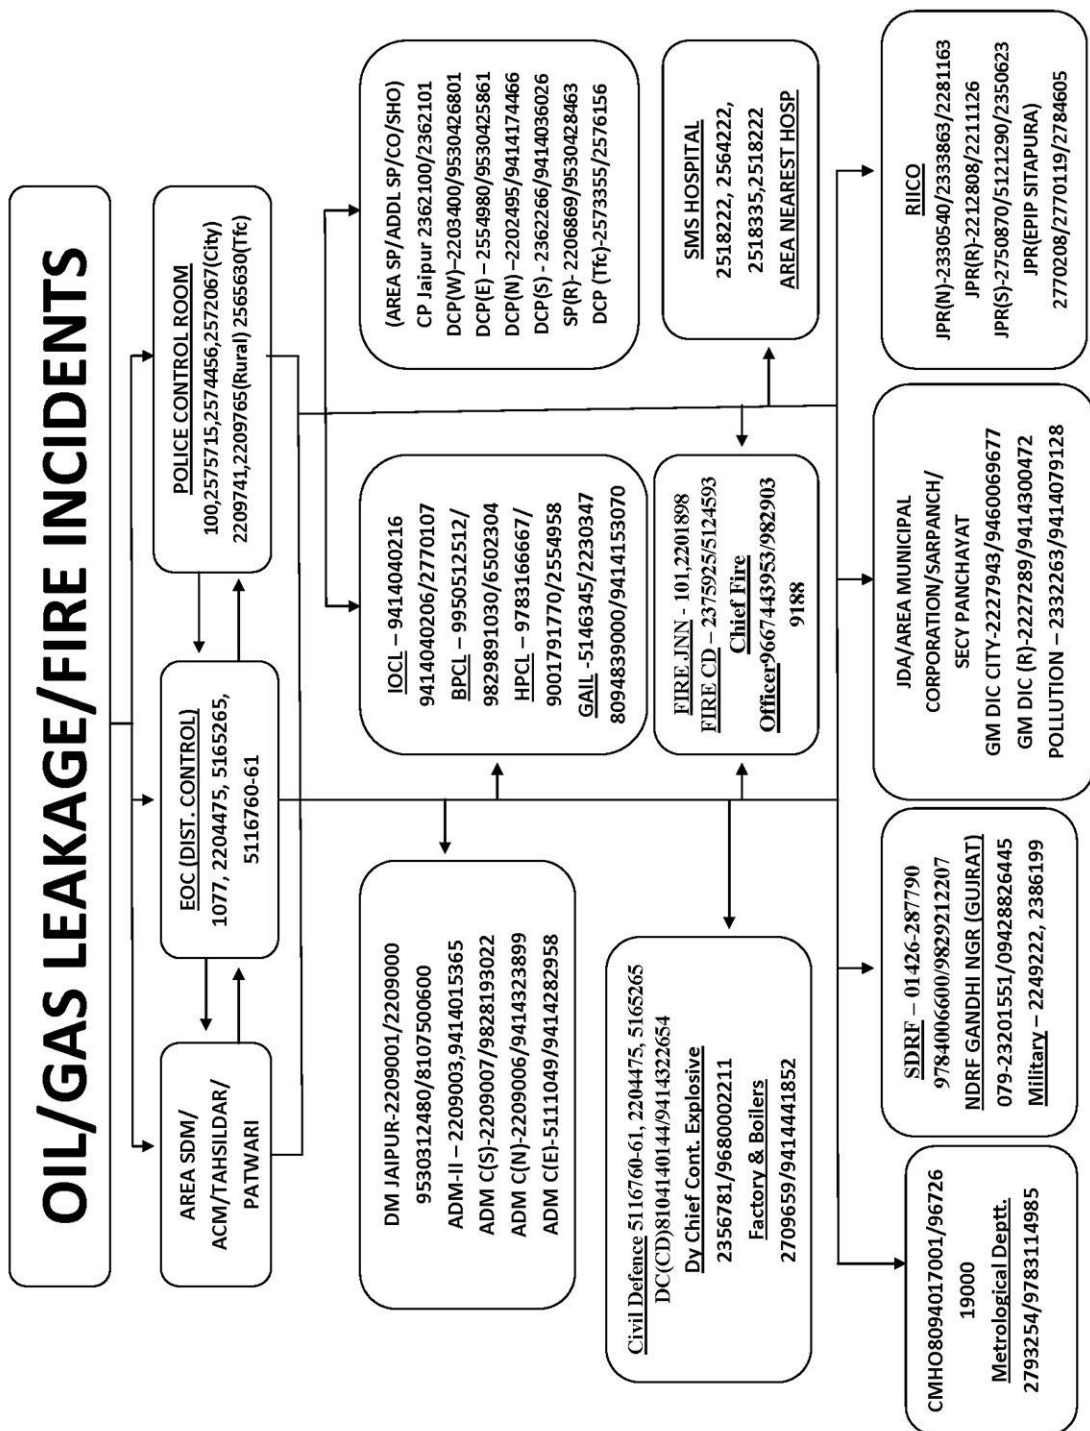 OIL/GAS LEAKAGE/FIRE INCIDENTS
AREA SDM/
ACM/TAHSILDAR/
PATWARI
EOC (DIST. CONTROL)
1077, 2204475, 5165265,
5116760-61
POLICE CONTROL ROOM
100,2575715,2574456,2572067(City)
2209741,2209765(Rural) 2565630(Tfc)
DM JAIPUR-2209001/2209000
9530312480/8107500600
ADM-II – 2209003,9414015365
ADM C(S)-2209007/9828193022
ADM C(N)-2209006/9414323899
ADM C(E)-5111049/9414282958
IOCL – 9414040216
9414040206/2770107
BPCL – 9950512512/
9829891030/6502304
HPCL – 9783166667/
9001791770/2554958
GAIL -5146345/2230347
8094839000/9414153070
(AREA SP/ADDL SP/CO/SHO)
CP Jaipur 2362100/2362101
DCP(W)–2203400/9530426801
DCP(E) – 2554980/9530425861
DCP(N) –2202495/9414174466
DCP(S) - 2362266/9414036026
SP(R)- 2206869/9530428463
DCP (Tfc)-2573355/2576156
Civil Defence 5116760-61, 2204475, 5165265
DC(CD)8104140144/9414322654
Dy Chief Cont. Explosive
2356781/9680002211
Factory & Boilers
2709659/9414441852
FIRE JNN - 101,2201898
FIRE CD – 2375925/5124593
Chief Fire
Officer9667443953/982903
9188
SMS HOSPITAL
2518222, 2564222,
2518335,2518222
AREA NEAREST HOSP
CMHO8094017001/96726
19000
Metrological Deptt.
2793254/9783114985
SDRF – 01426-287790
9784006600/9829212207
NDRF GANDHI NGR (GUJRAT)
079-23201551/09428826445
Military – 2249222, 2386199
JDA/AREA MUNICIPAL
CORPORATION/SARPANCH/
SECY PANCHAYAT
GM DIC CITY-2227943/9460069677
GM DIC (R)-2227289/9414300472
POLLUTION – 2332263/9414079128
RIICO
JPR(N)-2330540/2333863/2281163
JPR(R)-2212808/2211126
JPR(S)-2750870/5121290/2350623
JPR(EPIP SITAPURA)
2770208/2770119/2784605